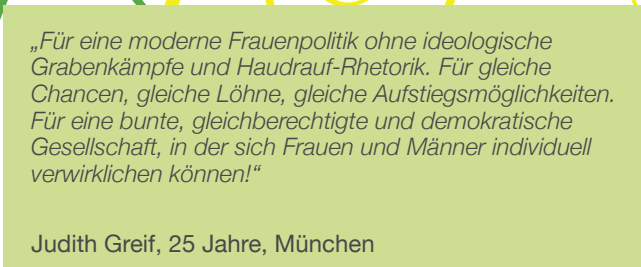 „Für eine moderne Frauenpolitik ohne ideologische
Grabenkämpfe und Haudrauf-Rhetorik. Für gleiche
Chancen, gleiche Löhne, gleiche Aufstiegsmöglichkeiten.
Für eine bunte, gleichberechtigte und demokratische
Gesellschaft, in der sich Frauen und Männer individuell
verwirklichen können!“
Judith Greif, 25 Jahre, München